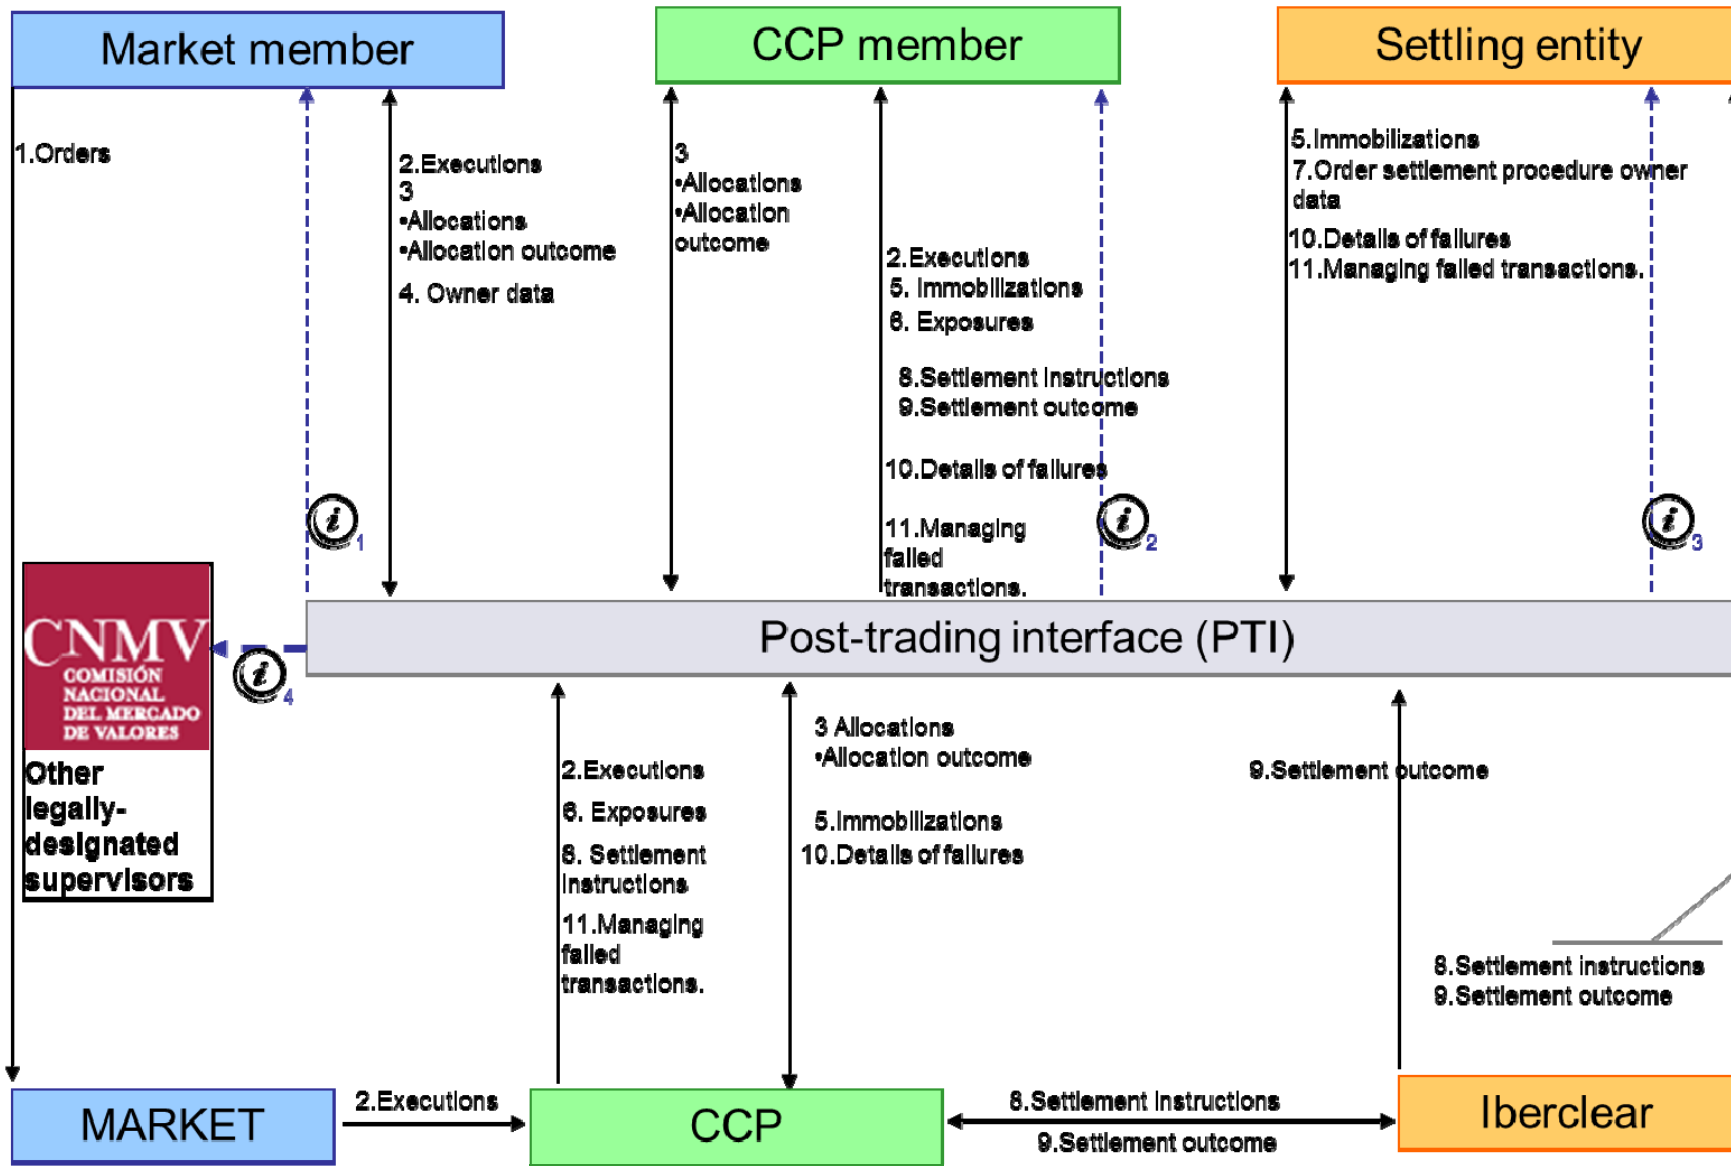 Market member
CCP member
Settling entity
1.Orders
2.Executions
3
•Allocations
•Allocation outcome
4. Owner data
3
•Allocations
•Allocation
outcome
2.Executions
5. Immobilizations
6. Exposures
8.Settlement instructions
9.Settlement outcome
10.Details of failures
11.Managing
failed
transactions.
5.Immobilizations
7.Order settlement procedure owner
data
10.Details of failures
11.Managing failed transactions.
i
1
i
2
i
3
CNMV
COMISIÓN
NACIONAL
DEL MERCADO
DE VALORES
Other
legally-
designated
supervisors
i
4
Post-trading interface (PTI)
2.Executions
6. Exposures
8. Settlement
instructions
11.Managing
failed
transactions.
3 Allocations
•Allocation outcome
5.Immobilizations
10.Details of failures
9.Settlement outcome
8.Settlement instructions
9.Settlement outcome
MARKET
2.Executions
CCP
8.Settlement instructions
9.Settlement outcome
Iberclear